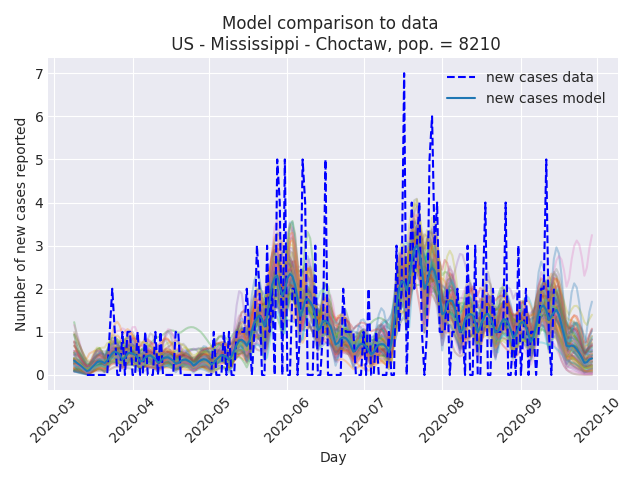 Model comparison to data
US - Mississippi - Choctaw, pop. = 8210
new cases data
new cases model
Number of new cases reported
7
6
5
4
3
2
1
0
2020-03
2020-04
2020-05
2020-06
2020-07
2020-08
2020-09
2020-10
Day